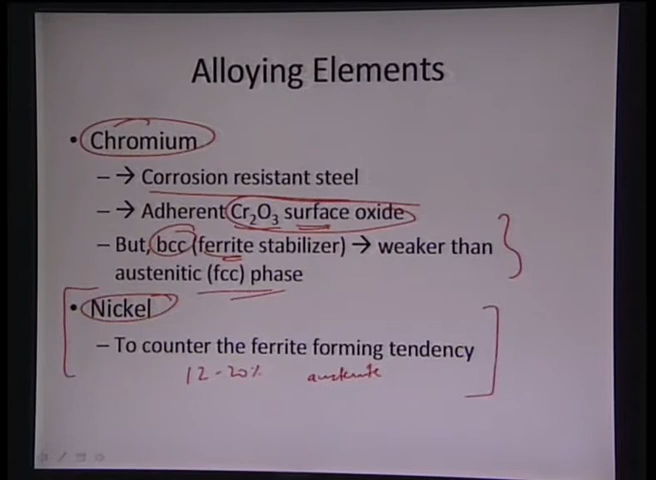 Alloying Elements
• Chromium
– → Corrosion resistant steel
– → Adherent Cr₂O₃ surface oxide
– But, bcc (ferrite stabilizer) → weaker than
austenitic (fcc) phase
• Nickel
– To counter the ferrite forming tendency
12-20% austenite